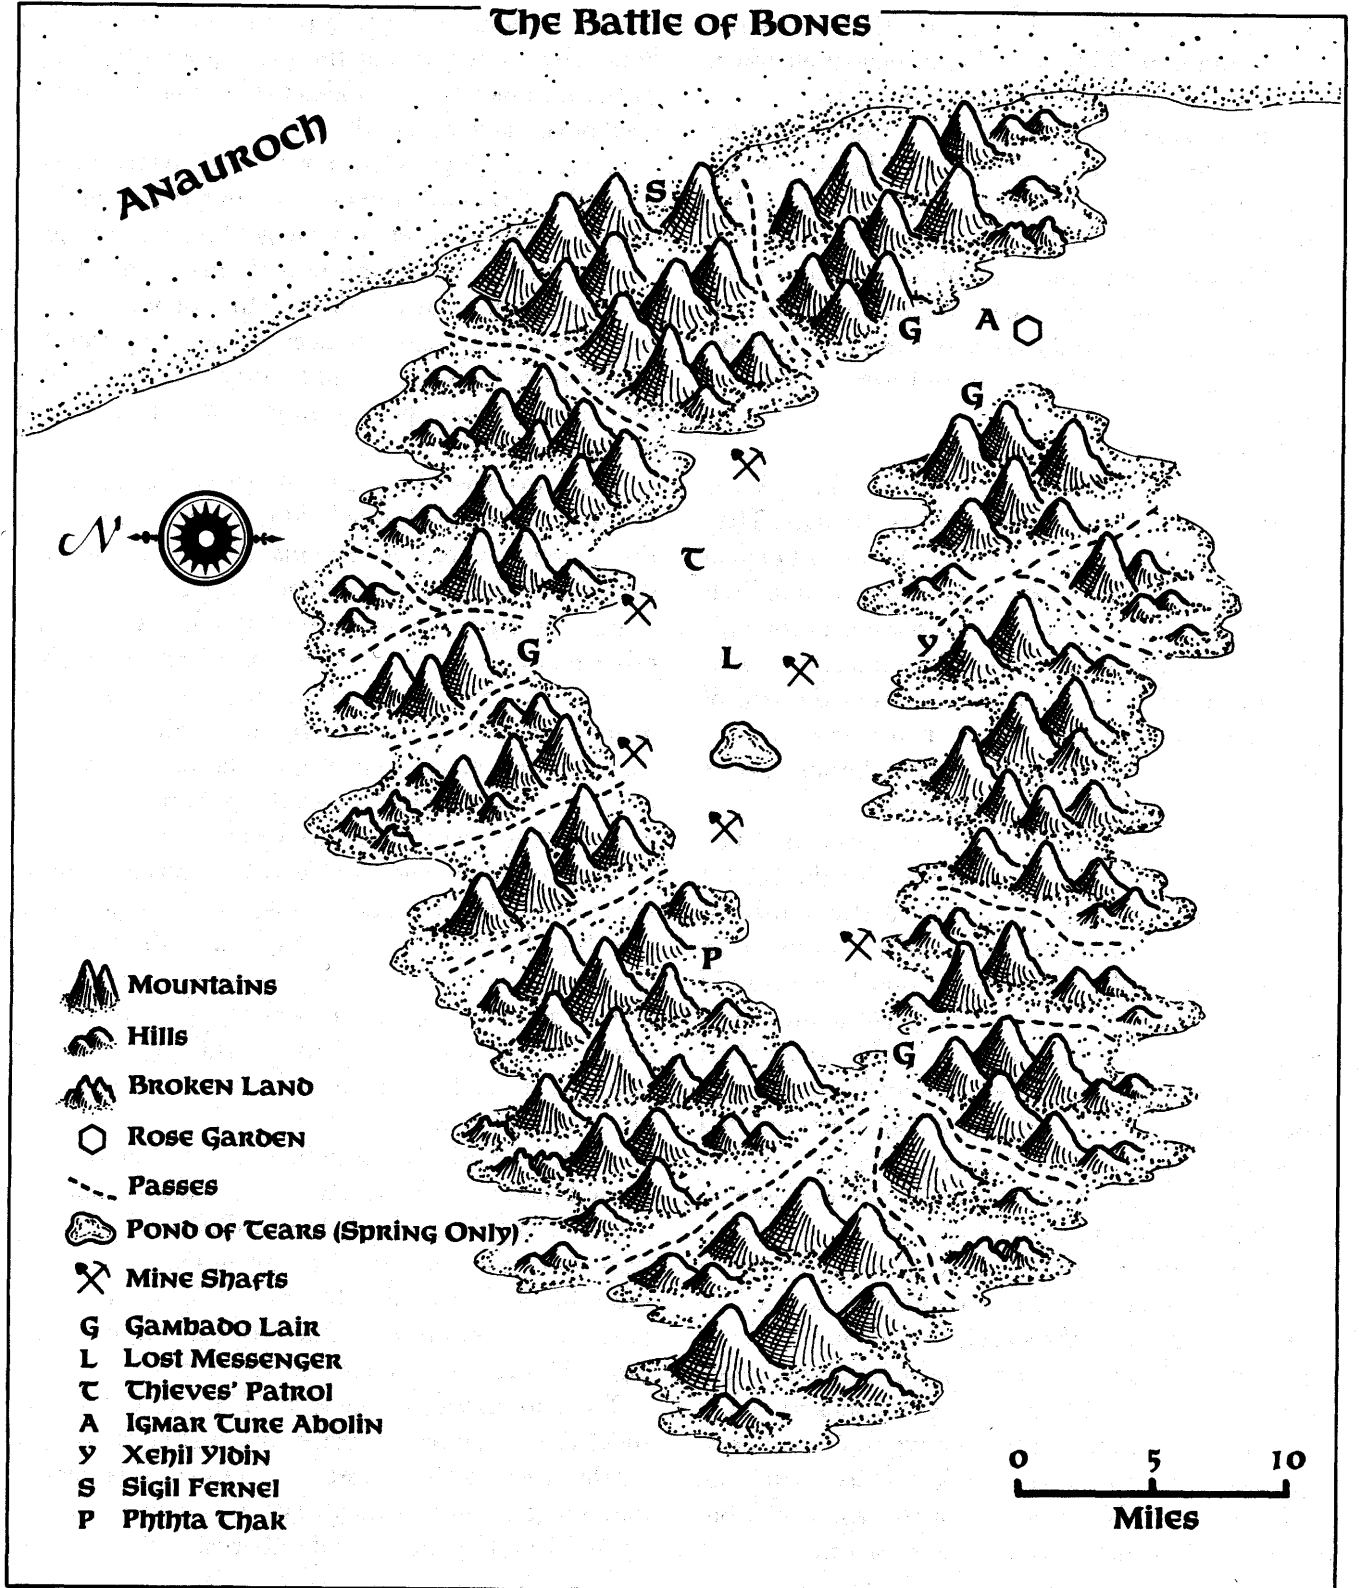 The Battle of Bones
Anauroch
S
G
A
G
N
T
G
L
Y
P
G
Mountains
Hills
Broken Land
Rose Garden
Passes
Pond of Tears (Spring Only)
Mine Shafts
G Gambado Lair
L Lost Messenger
T Thieves' Patrol
A Igmar Ture Abolin
Y Xehil Yldin
S Sigil Fernel
P Phthta Thak
0 5 10
Miles